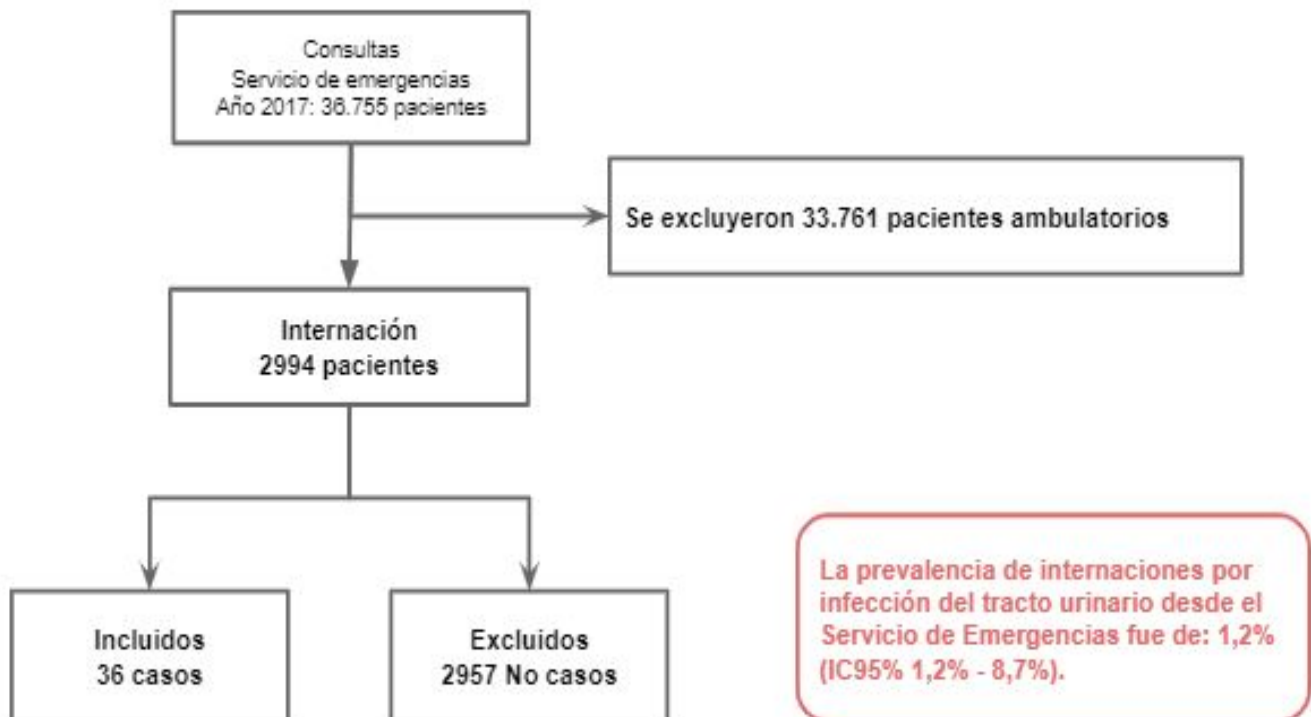 Consultas
Servicio de emergencias
Año 2017: 36.755 pacientes
Se excluyeron 33.761 pacientes ambulatorios
Internación
2994 pacientes
Incluidos
36 casos
Excluidos
2957 No casos
La prevalencia de internaciones por
infección del tracto urinario desde el
Servicio de Emergencias fue de: 1,2%
(IC95% 1,2% - 8,7%).